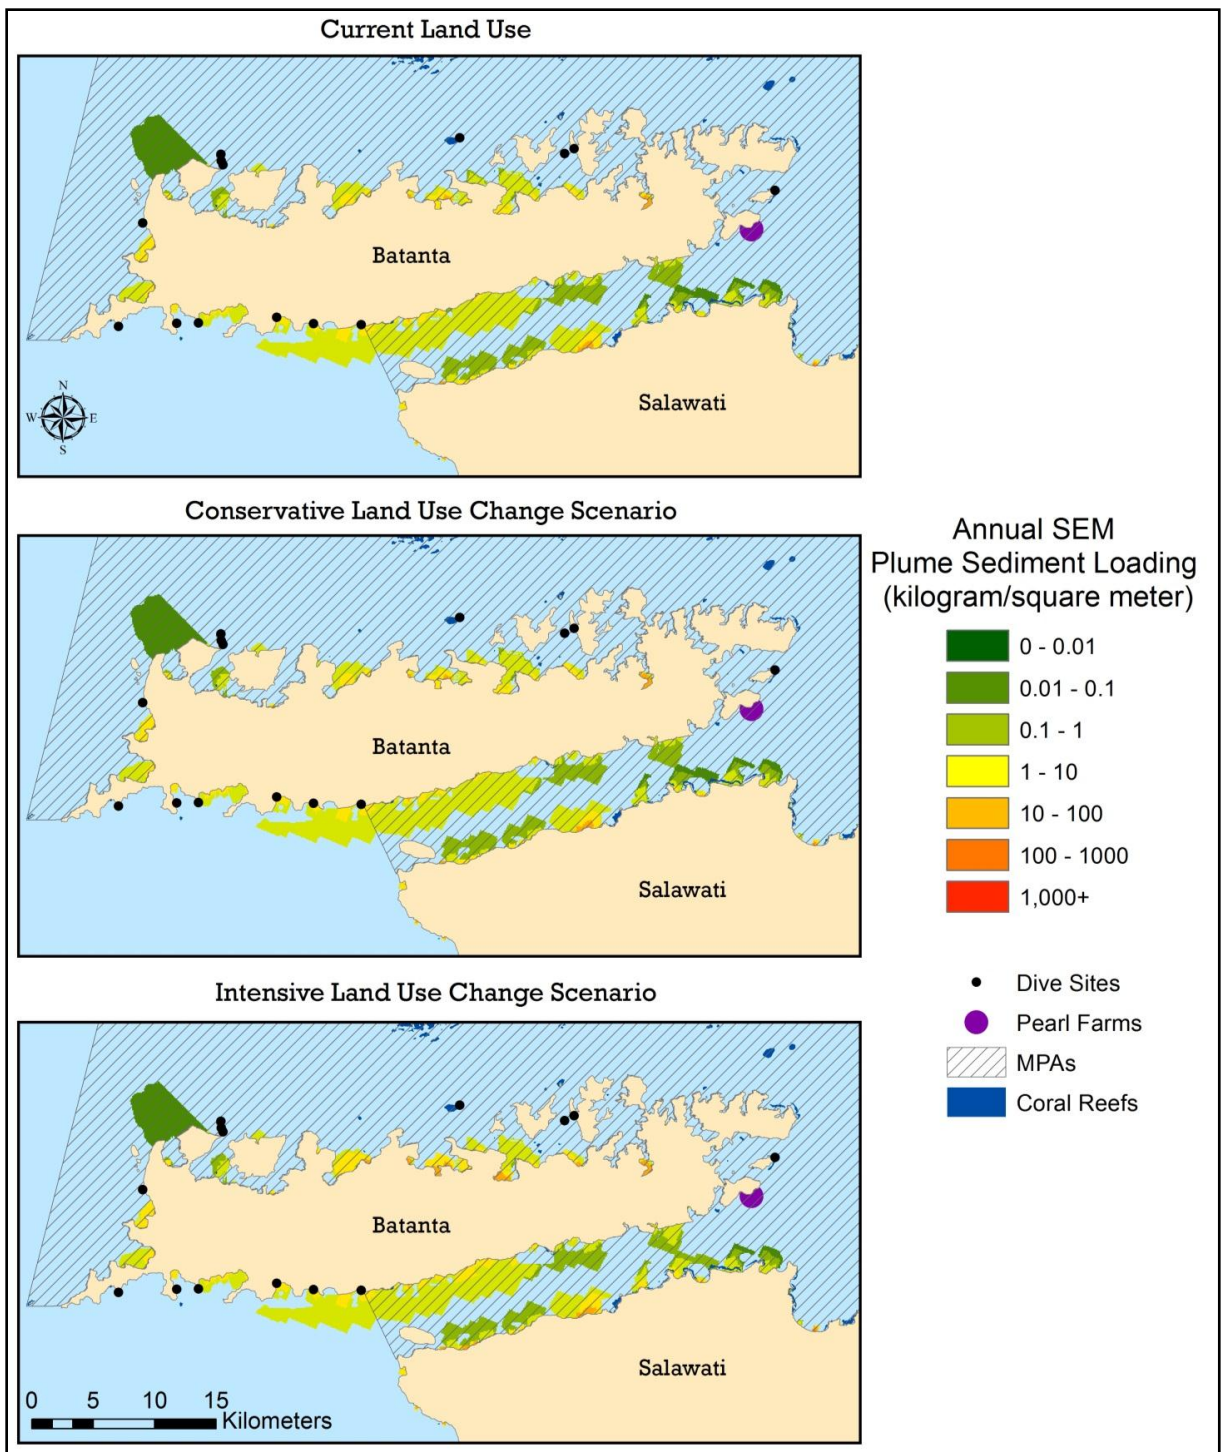 Current Land Use
Batanta
Salawati
N
W E
S
Conservative Land Use Change Scenario
Batanta
Salawati
Annual SEM
Plume Sediment Loading
(kilogram/square meter)
0 - 0.01
0.01 - 0.1
0.1 - 1
1 - 10
10 - 100
100 - 1000
1,000+
Dive Sites
Pearl Farms
MPAs
Coral Reefs
Intensive Land Use Change Scenario
Batanta
Salawati
0 5 10 15
Kilometers